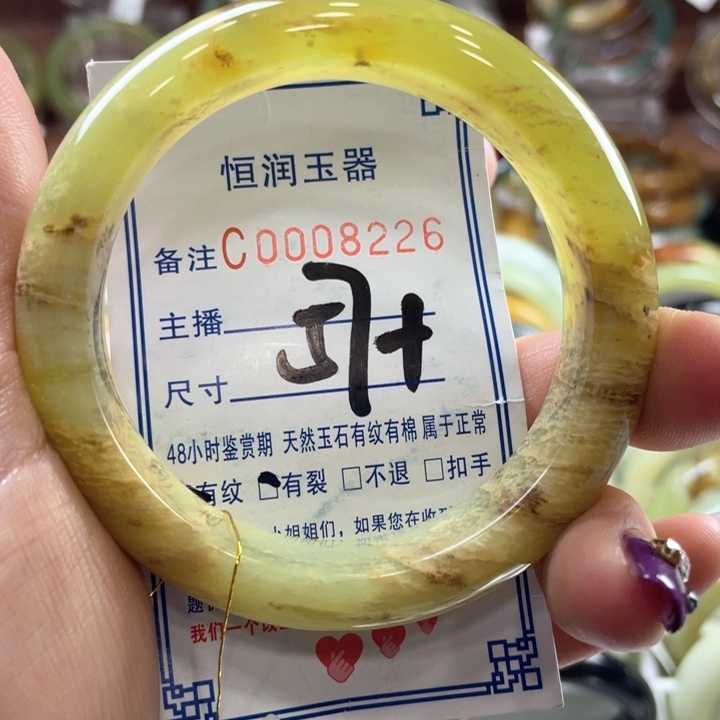 恒润玉器
备注C0008226
主播
尺寸
48小时鉴赏期 天然玉石有纹有棉 属于正常
有纹 □有裂 □不退 □扣手
小姐姐们，如果您在收
题
我们一个